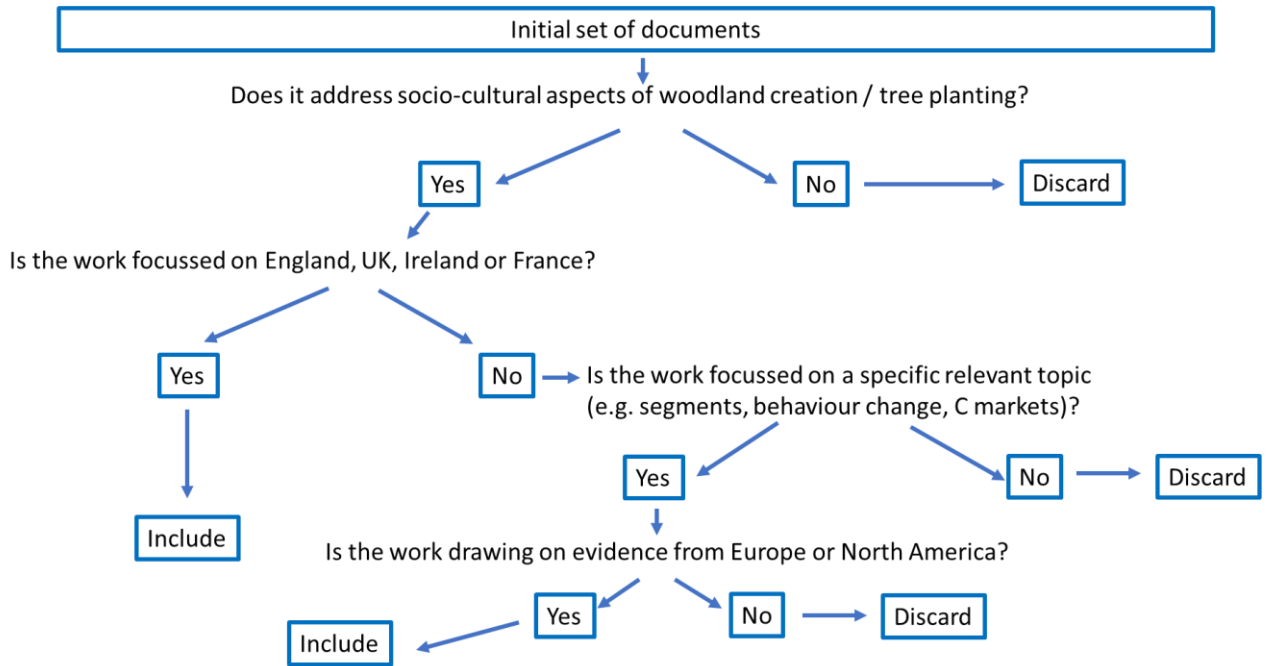 Initial set of documents
Does it address socio-cultural aspects of woodland creation / tree planting?
Yes
No
Discard
Is the work focussed on England, UK, Ireland or France?
Yes
No
Is the work focussed on a specific relevant topic
(e.g. segments, behaviour change, C markets)?
Yes
No
Discard
Include
Is the work drawing on evidence from Europe or North America?
Yes
No
Discard
Include